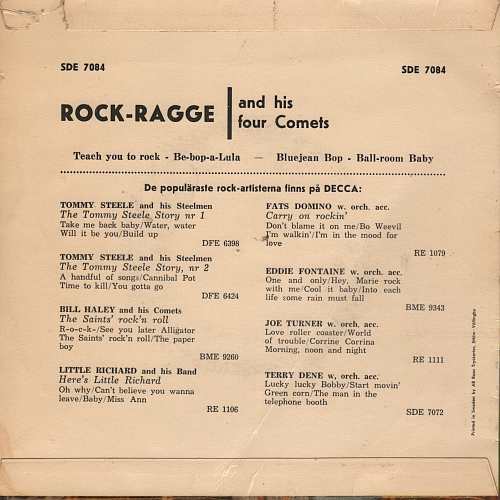 SDE 7084
SDE 7084
ROCK-RAGGE
and his
four Comets
Teach you to rock - Be-bop-a-Lula — Bluejean Bop - Ball-room Baby
De populäraste rock-artisterna finns på DECCA:
TOMMY STEELE and his Steelmen
The Tommy Steele Story nr 1
Take me back baby/Water, water
Will it be you/Build up
DFE 6398
TOMMY STEELE and his Steelmen
The Tommy Steele Story, nr 2
A handful of songs/Cannibal Pot
Time to kill/You gotta go
DFE 6424
BILL HALEY and his Comets
The Saints' rock'n roll
R-o-c-k-/See you later Alligator
The Saints' rock'n roll/The paper
boy
BME 9260
LITTLE RICHARD and his Band
Here's Little Richard
Oh why/Can't believe you wanna
leave/Baby/Miss Ann
RE 1106
FATS DOMINO w. orch. acc.
Carry on rockin'
Don't blame it on me/Bo Weevil
I'm walkin'/I'm in the mood for
love
RE 1079
EDDIE FONTAINE w. orch. acc.
One and only/Hey, Marie rock
with me/Cool it baby/Into each
life some rain must fall
BME 9343
JOE TURNER w. orch. acc.
Love roller coaster/World
of trouble/Corrine Corrina
Morning, noon and night
RE 1111
TERRY DENE w. orch. acc.
Lucky lucky Bobby/Start movin'
Green corn/The man in the
telephone booth
SDE 7072
Printed in Sweden by AB